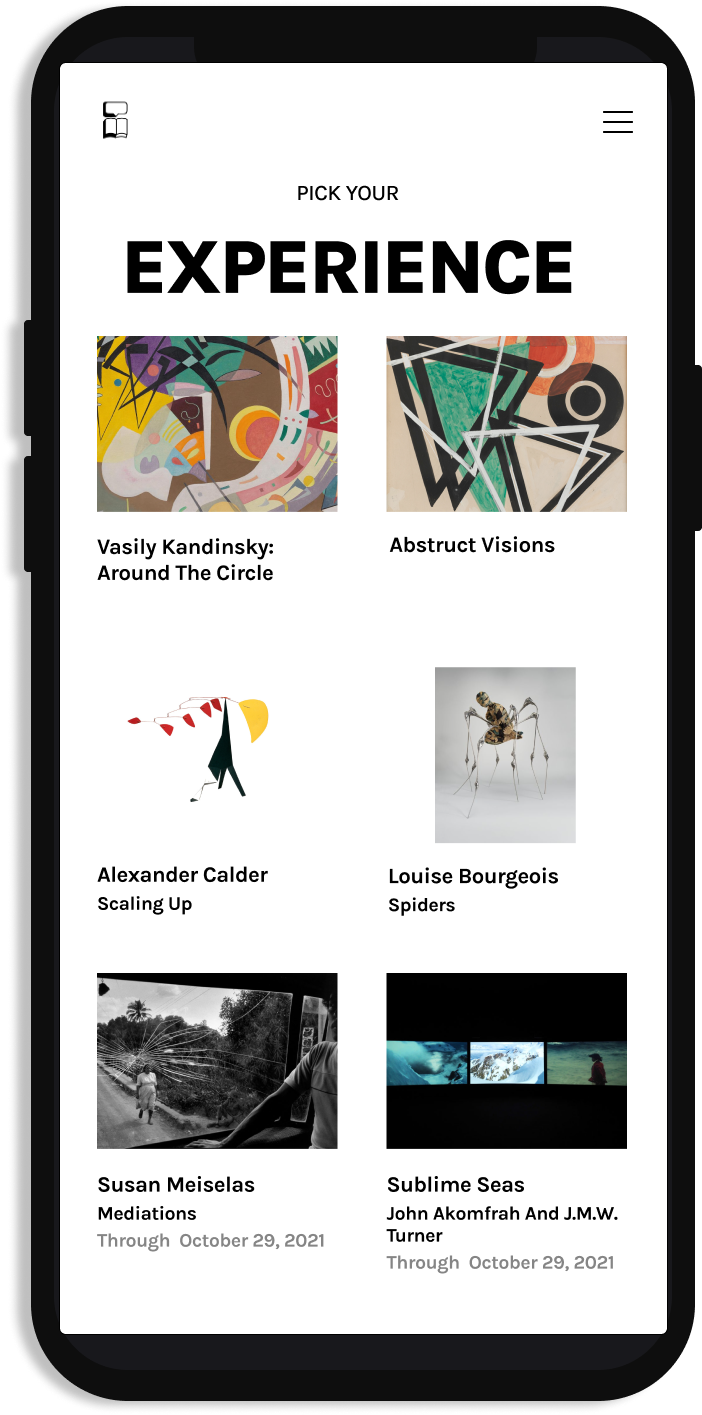 PICK YOUR
EXPERIENCE
Vasily Kandinsky:
Around The Circle
Abstruct Visions
Alexander Calder
Scaling Up
Louise Bourgeois
Spiders
Susan Meiselas
Mediations
Through October 29, 2021
Sublime Seas
John Akomfrah And J.M.W.
Turner
Through October 29, 2021